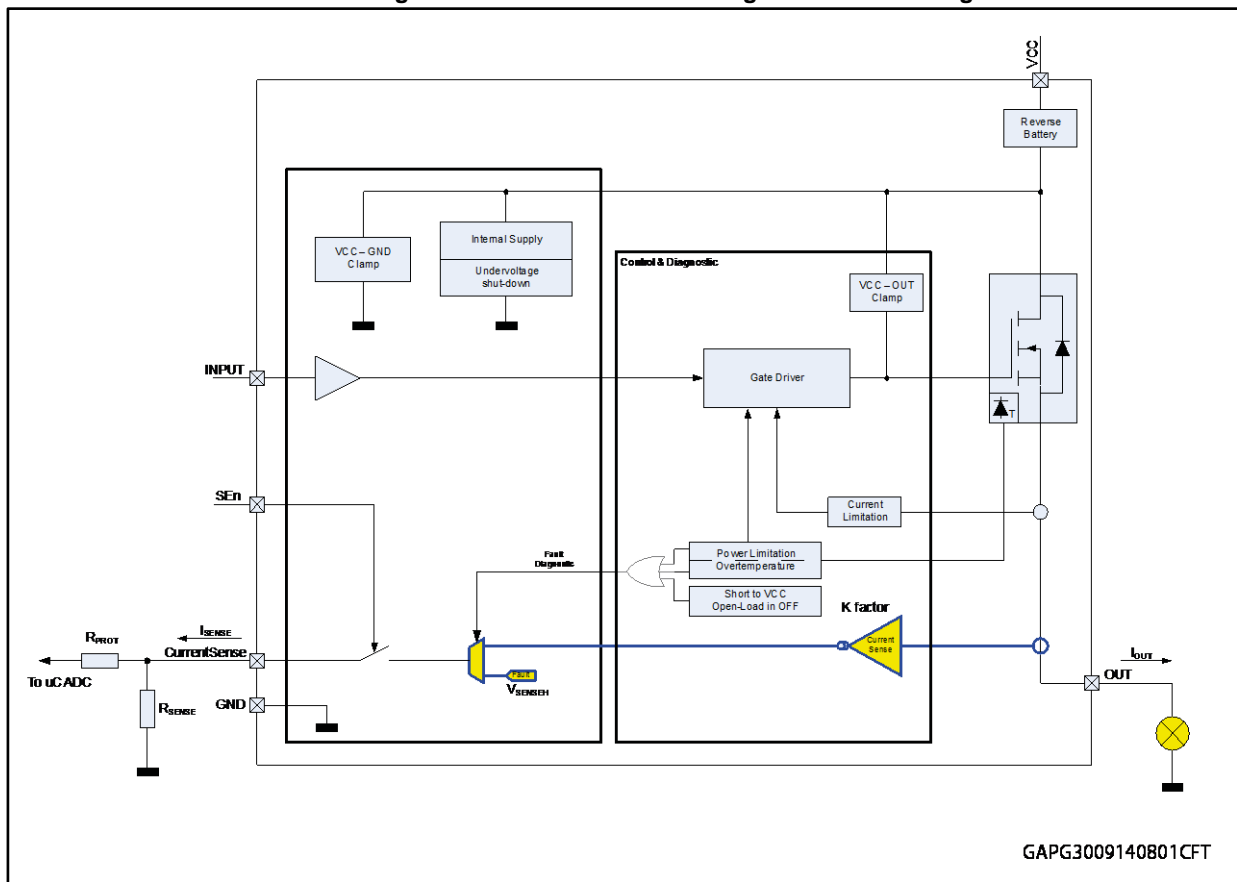 VCC
Reverse
Battery
VCC – GND
Clamp
Internal Supply
Undervoltage
shut-down
Control & Diagnostic
VCC – OUT
Clamp
INPUT
Gate Driver
T
SEn
Current
Limitation
Fault
Diagnostic
Power Limitation
Overtemperature
Short to VCC
Open-Load in OFF
K factor
Current
Sense
ISENSE
RPROT
CurrentSense
To uC ADC
Fault
VSENSEH
IOUT
OUT
RSENSE
GND
GAPG3009140801CFT